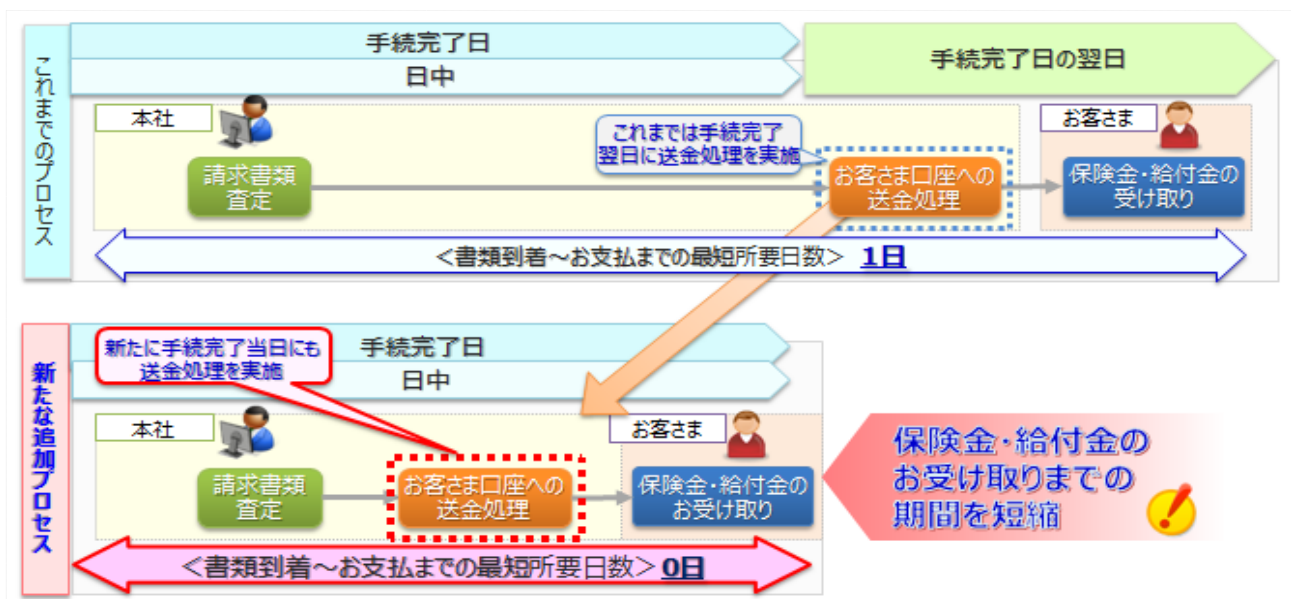 これまでのプロセス
手続完了日
手続完了日の翌日
日中
本社
お客さま
これまでは手続完了
翌日に送金処理を実施
請求書類
査定
お客さま口座への
送金処理
保険金・給付金の
受け取り
＜書類到着～お支払までの最短所要日数＞ 1日
新たな追加プロセス
新たに手続完了当日にも
送金処理を実施
手続完了日
日中
本社
お客さま
請求書類
査定
お客さま口座への
送金処理
保険金・給付金の
お受け取り
＜書類到着～お支払までの最短所要日数＞ 0日
保険金・給付金の
お受け取りまでの
期間を短縮